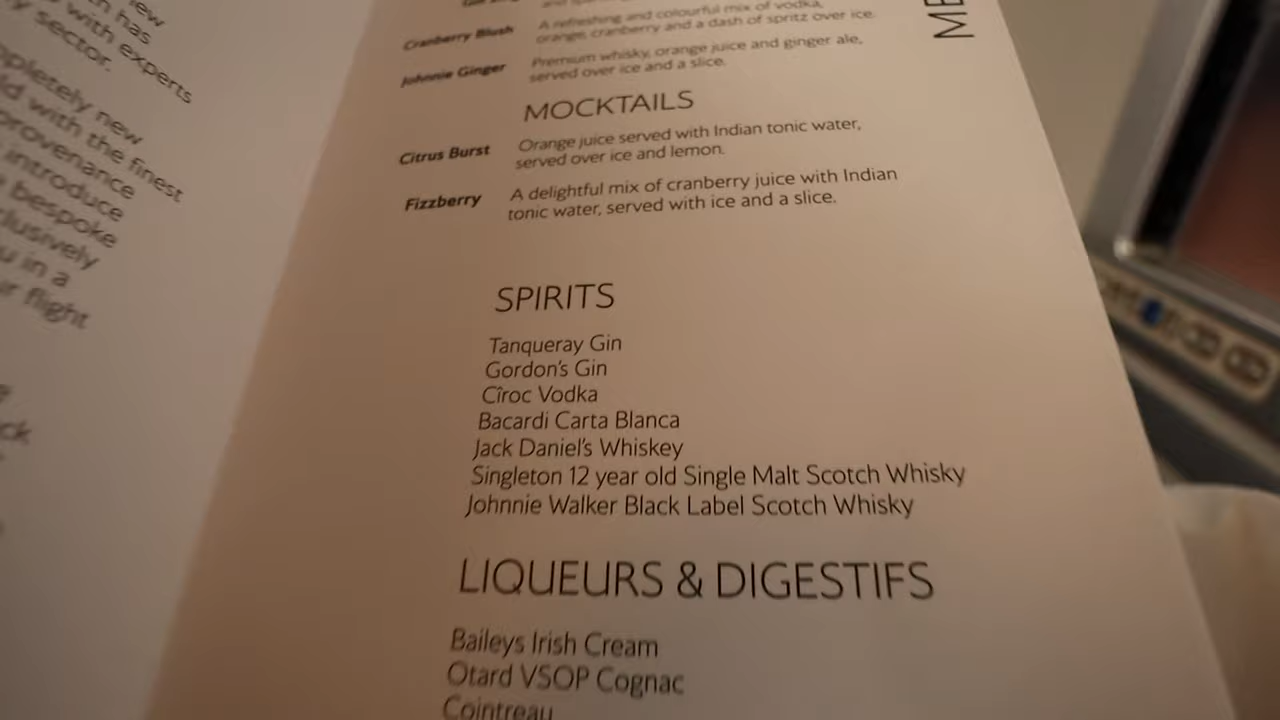 new
has
with experts
y sector.
completely new
with the finest
provenance
introduce
bespoke
exclusively
u in a
flight
ck
Cranberry Blush
A refreshing and colourful mix of vodka,
orange, cranberry and a dash of spritz over ice.
Johnnie Ginger
Premium whisky, orange juice and ginger ale,
served over ice and a slice.
ME
MOCKTAILS
Citrus Burst
Orange juice served with Indian tonic water,
served over ice and lemon.
Fizzberry
A delightful mix of cranberry juice with Indian
tonic water, served with ice and a slice.
SPIRITS
Tanqueray Gin
Gordon's Gin
Cîroc Vodka
Bacardi Carta Blanca
Jack Daniel's Whiskey
Singleton 12 year old Single Malt Scotch Whisky
Johnnie Walker Black Label Scotch Whisky
LIQUEURS & DIGESTIFS
Baileys Irish Cream
Otard VSOP Cognac
Cointreau